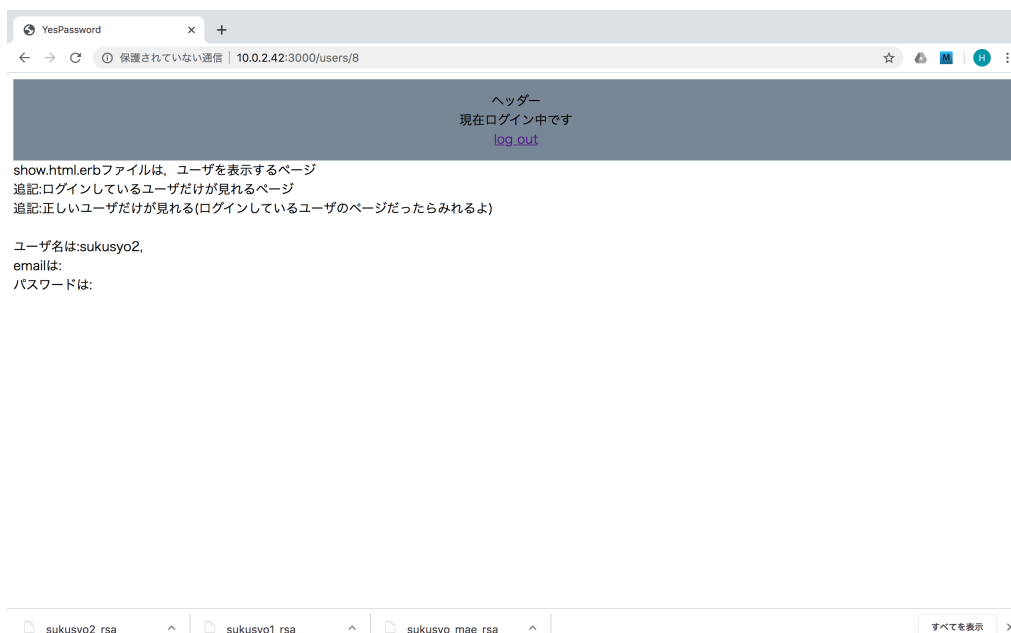 YesPassword
保護されていない通信 | 10.0.2.42:3000/users/8
M
H
ヘッダー
現在ログイン中です
log out
show.html.erbファイルは，ユーザを表示するページ
追記:ログインしているユーザだけが見れるページ
追記:正しいユーザだけが見れる(ログインしているユーザのページだったらみれるよ)
ユーザ名は:sukusyo2,
emailは:
パスワードは:
sukusyo2_rsa
sukusyo1_rsa
sukusyo_mae_rsa
すべてを表示